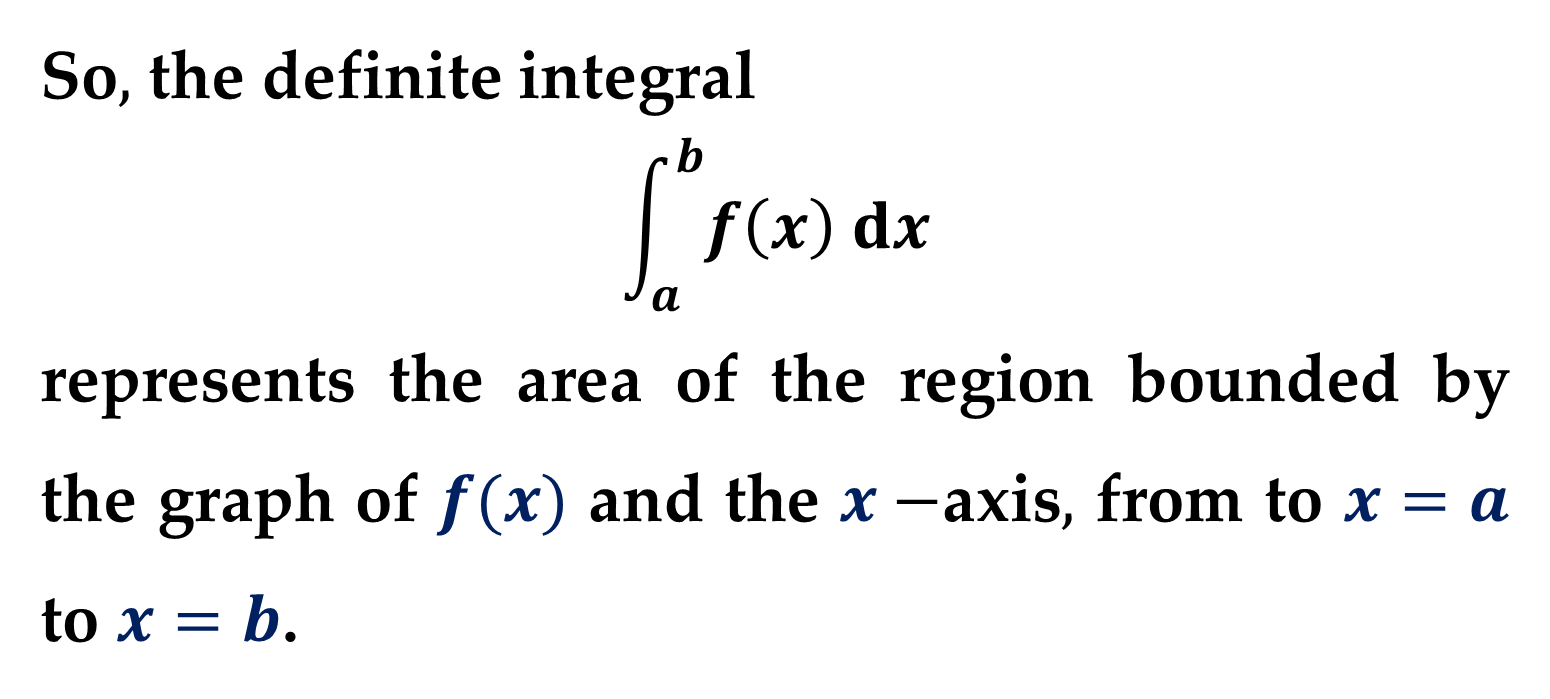 So, the definite integral
∫ₐᵇ f(x) dx
represents the area of the region bounded by
the graph of f(x) and the x –axis, from to x = a
to x = b.